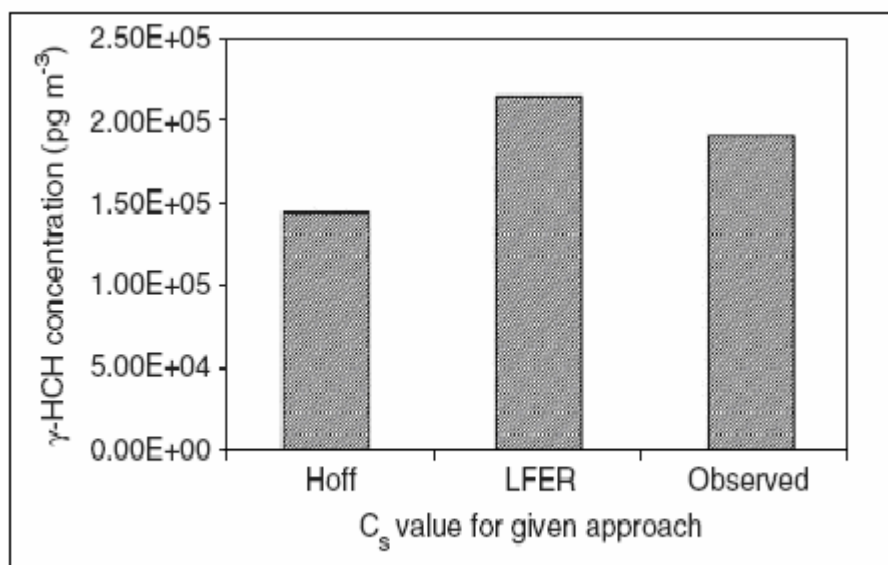 γ-HCH concentration (pg m⁻³)
2.50E+05
2.00E+05
1.50E+05
1.00E+05
5.00E+04
0.00E+00
Hoff LFER Observed
Cₛ value for given approach